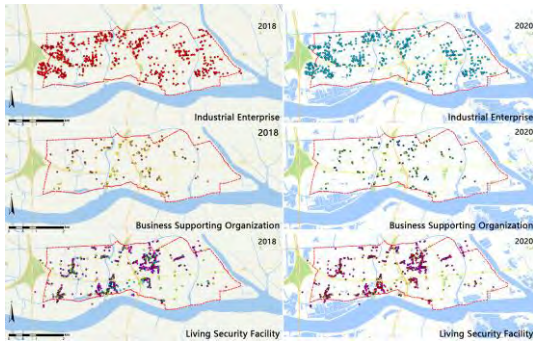 2018
Industrial Enterprise
2020
Industrial Enterprise
2018
Business Supporting Organization
2020
Business Supporting Organization
2018
Living Security Facility
2020
Living Security Facility